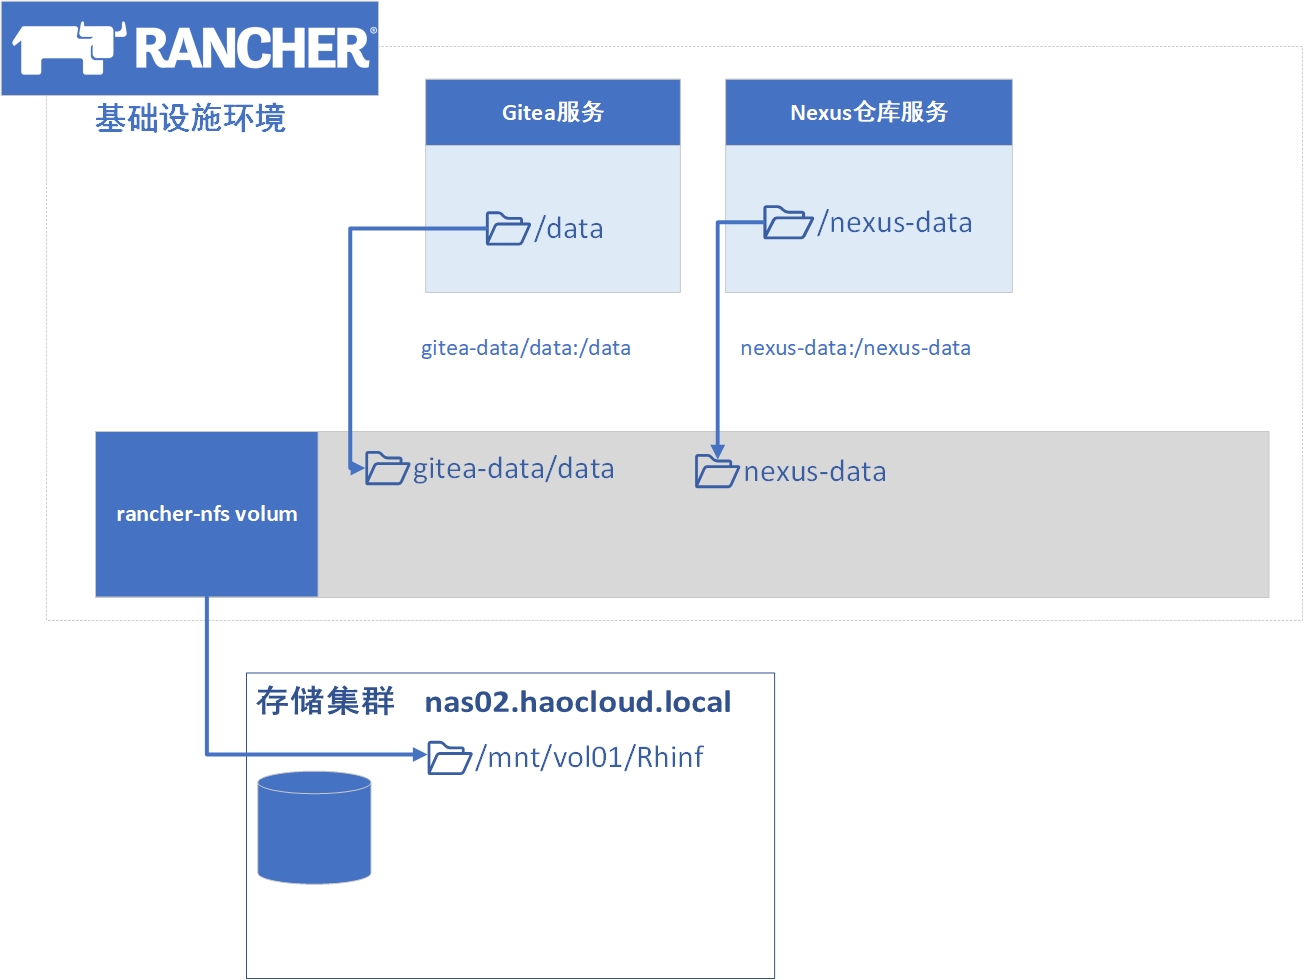 RANCHER®
基础设施环境
Gitea服务
Nexus仓库服务
/data
/nexus-data
gitea-data/data:/data
nexus-data:/nexus-data
rancher-nfs volum
gitea-data/data
nexus-data
存储集群 nas02.haocloud.local
/mnt/vol01/Rhinf